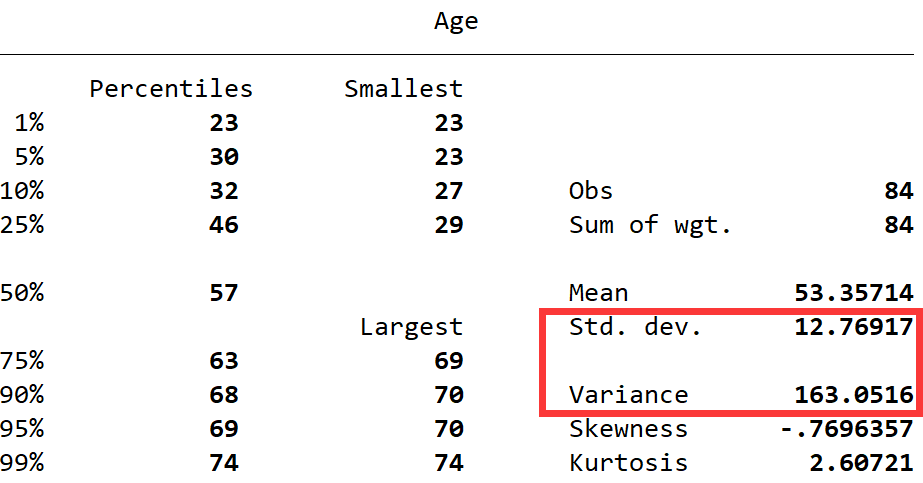 Age
Percentiles Smallest
1% 23 23
5% 30 23
10% 32 27 Obs 84
25% 46 29 Sum of wgt. 84
50% 57 Mean 53.35714
Largest Std. dev. 12.76917
75% 63 69
90% 68 70 Variance 163.0516
95% 69 70 Skewness -.7696357
99% 74 74 Kurtosis 2.60721